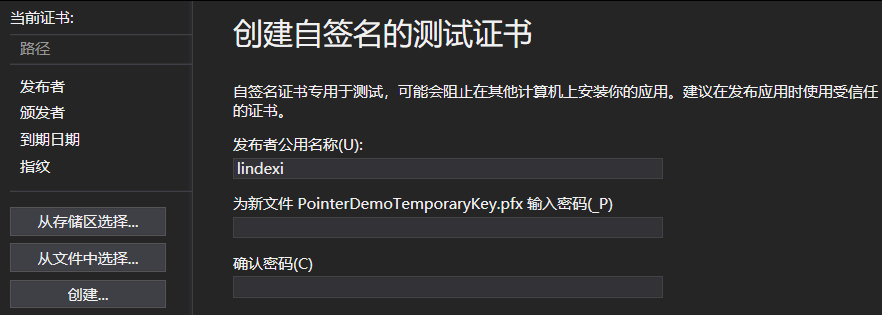 当前证书:
路径
发布者
颁发者
到期日期
指纹
从存储区选择...
从文件中选择...
创建...
创建自签名的测试证书
自签名证书专用于测试，可能会阻止在其他计算机上安装你的应用。建议在发布应用时使用受信任
的证书。
发布者公用名称(U):
lindexi
为新文件 PointerDemoTemporaryKey.pfx 输入密码(_P)
确认密码(C)